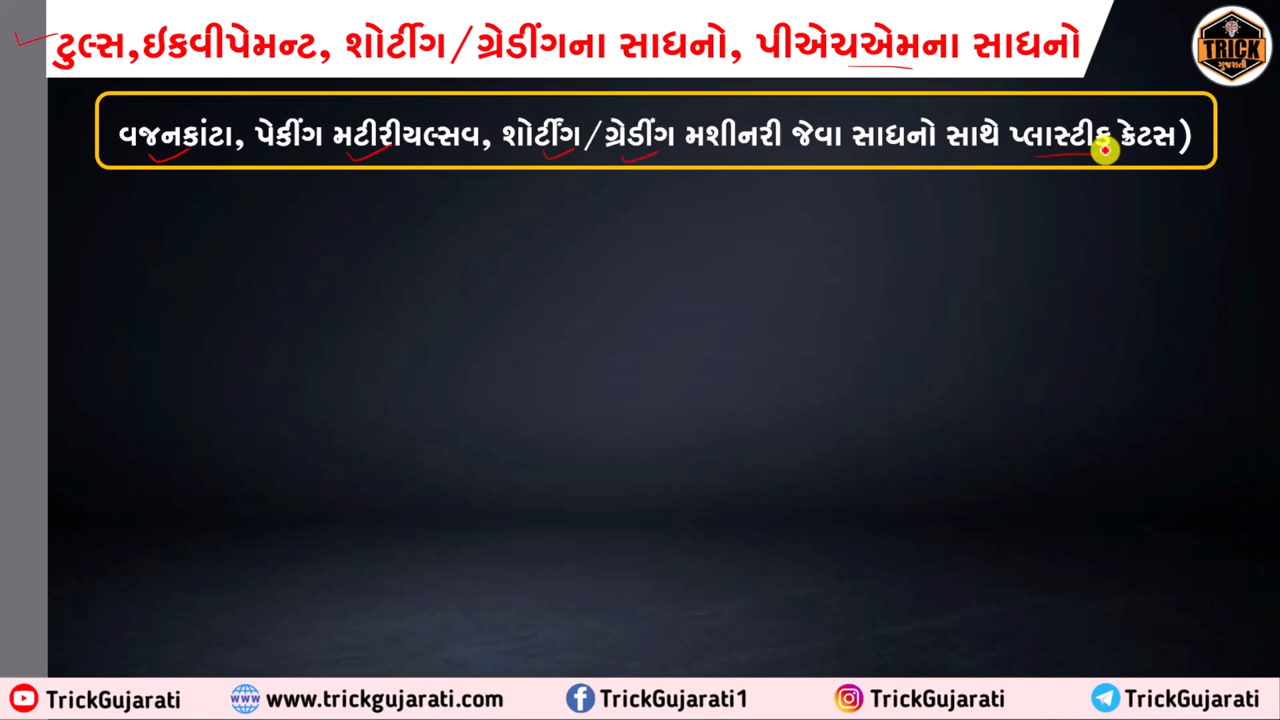 ટુલ્સ,ઇક્વીપેમન્ટ, શોર્ટીગ/ગ્રેડીંગના સાધનો, પીએચએમના સાધનો
TRICK
ગુજરાતી
વજનકાંટા, પેકીંગ મટીરીયલ્સવ, શોર્ટીંગ/ગ્રેડીંગ મશીનરી જેવા સાધનો સાથે પ્લાસ્ટીક ક્રેટસ)
TrickGujarati www.trickgujarati.com TrickGujarati1 TrickGujarati TrickGujarati